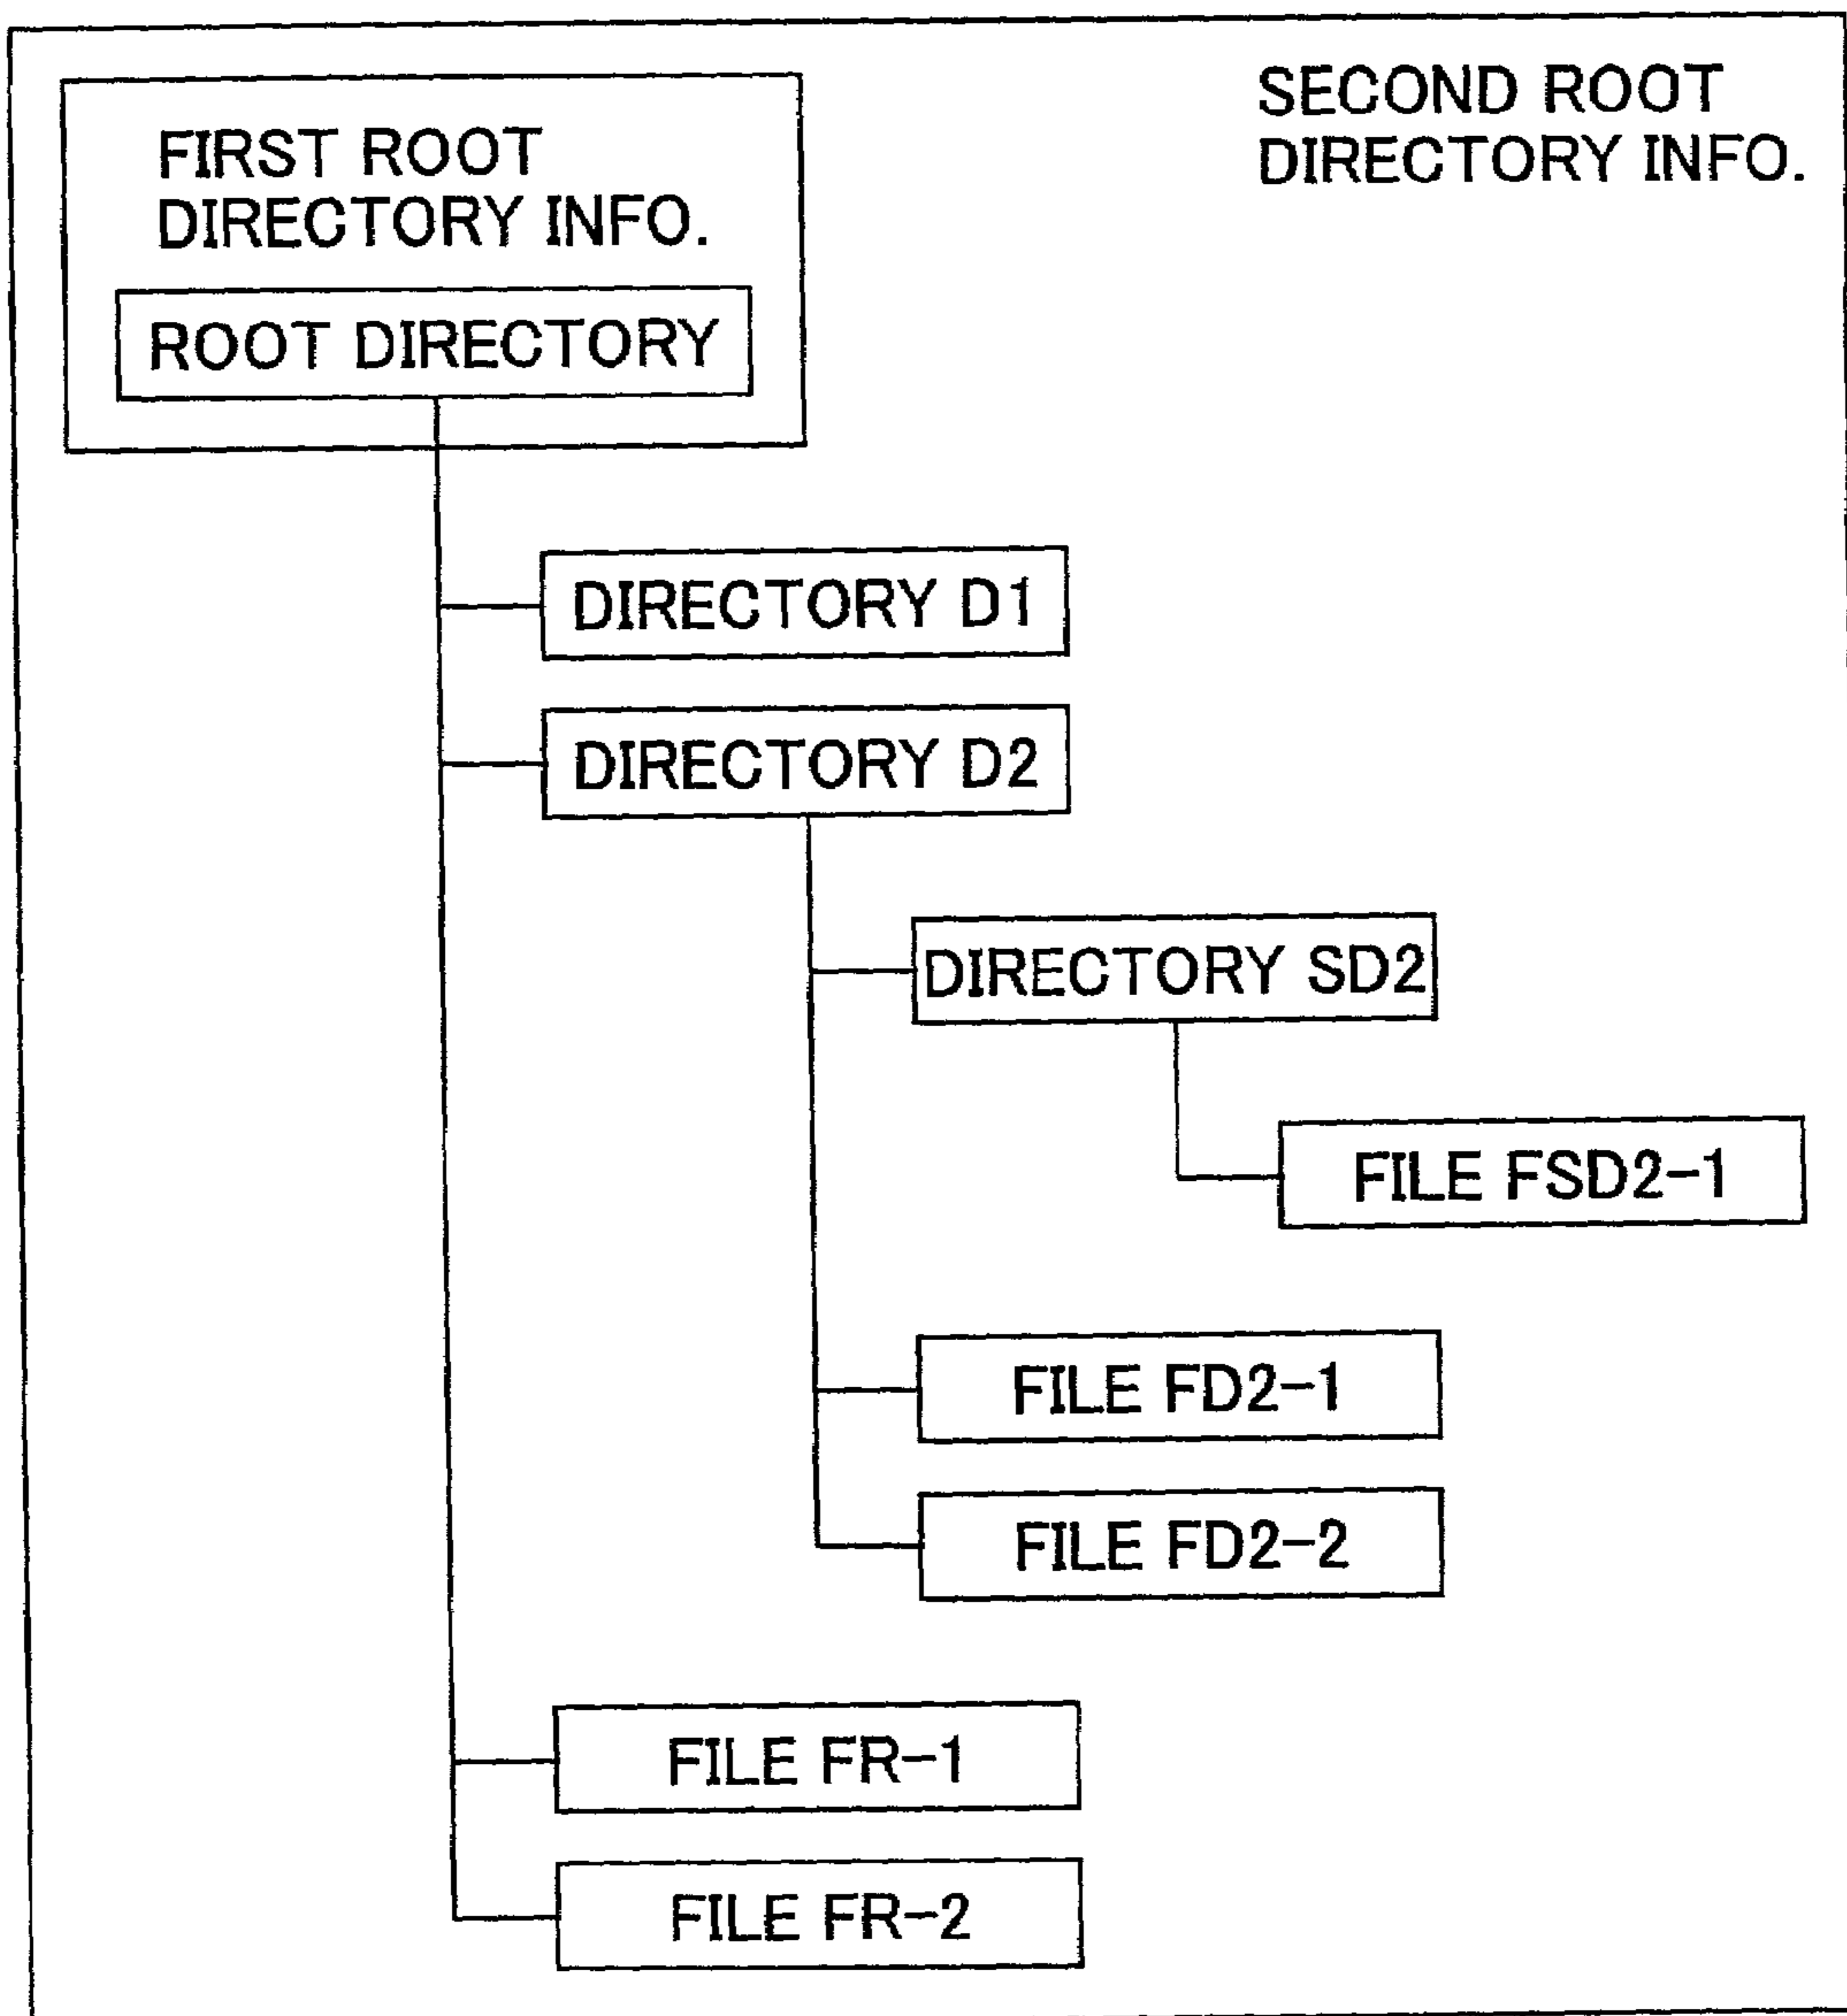 SECOND ROOT
DIRECTORY INFO.
FIRST ROOT
DIRECTORY INFO.
ROOT DIRECTORY
DIRECTORY D1
DIRECTORY D2
DIRECTORY SD2
FILE FSD2-1
FILE FD2-1
FILE FD2-2
FILE FR-1
FILE FR-2